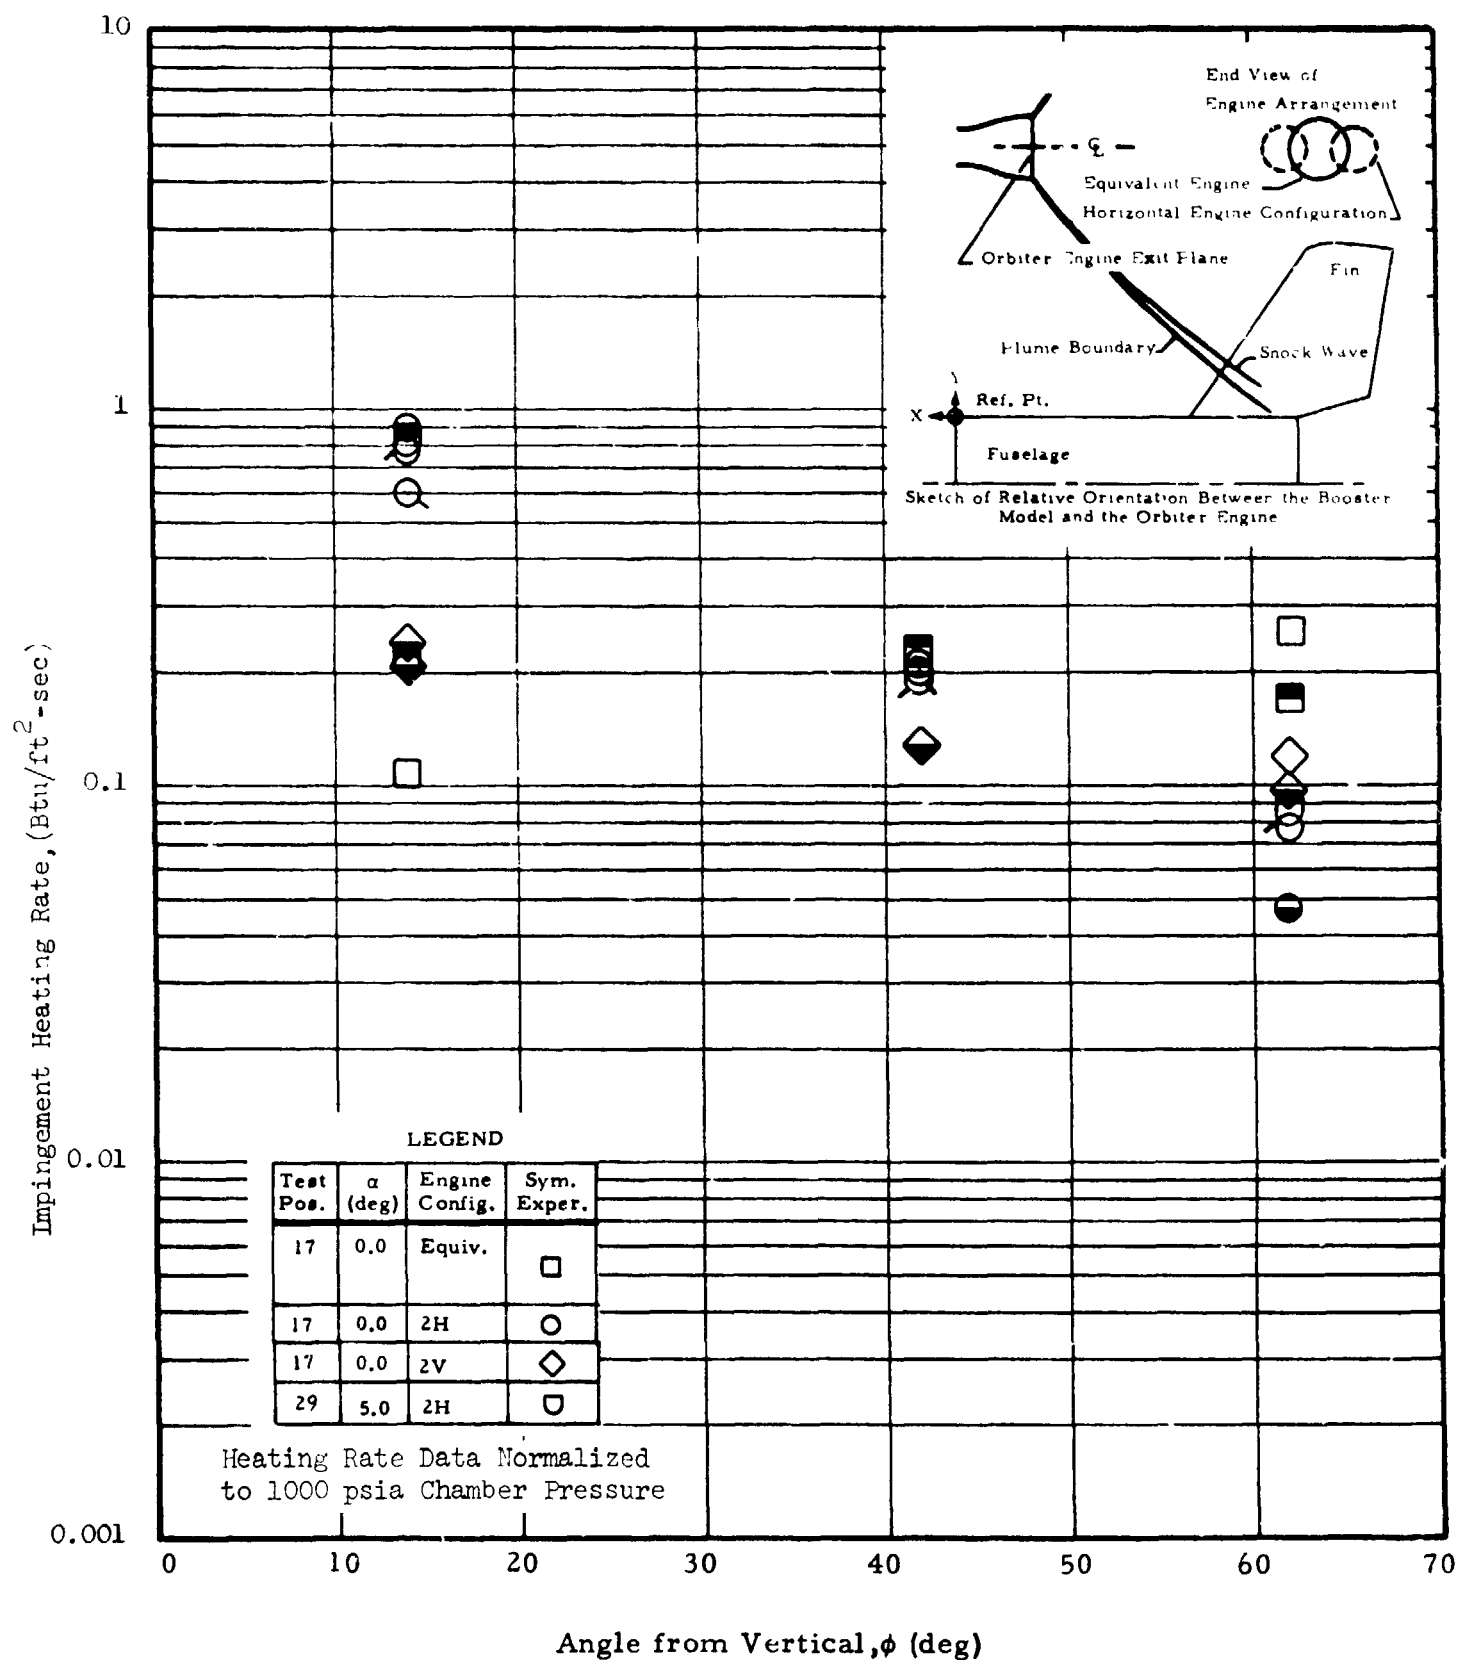 10
1
0.1
0.01
0.001
Impingement Heating Rate, (Btu/ft²-sec)
End View of
Engine Arrangement
℄
Equivalent Engine
Horizontal Engine Configuration
Orbiter Engine Exit Plane
Fin
Plume Boundary
Shock Wave
Y
X
Ref. Pt.
Fuselage
Sketch of Relative Orientation Between the Booster
Model and the Orbiter Engine
LEGEND
Test Pos. α (deg) Engine Config. Sym. Exper.
17 0.0 Equiv.
17 0.0 2H
17 0.0 2V
29 5.0 2H
Heating Rate Data Normalized
to 1000 psia Chamber Pressure
0 10 20 30 40 50 60 70
Angle from Vertical, ϕ (deg)